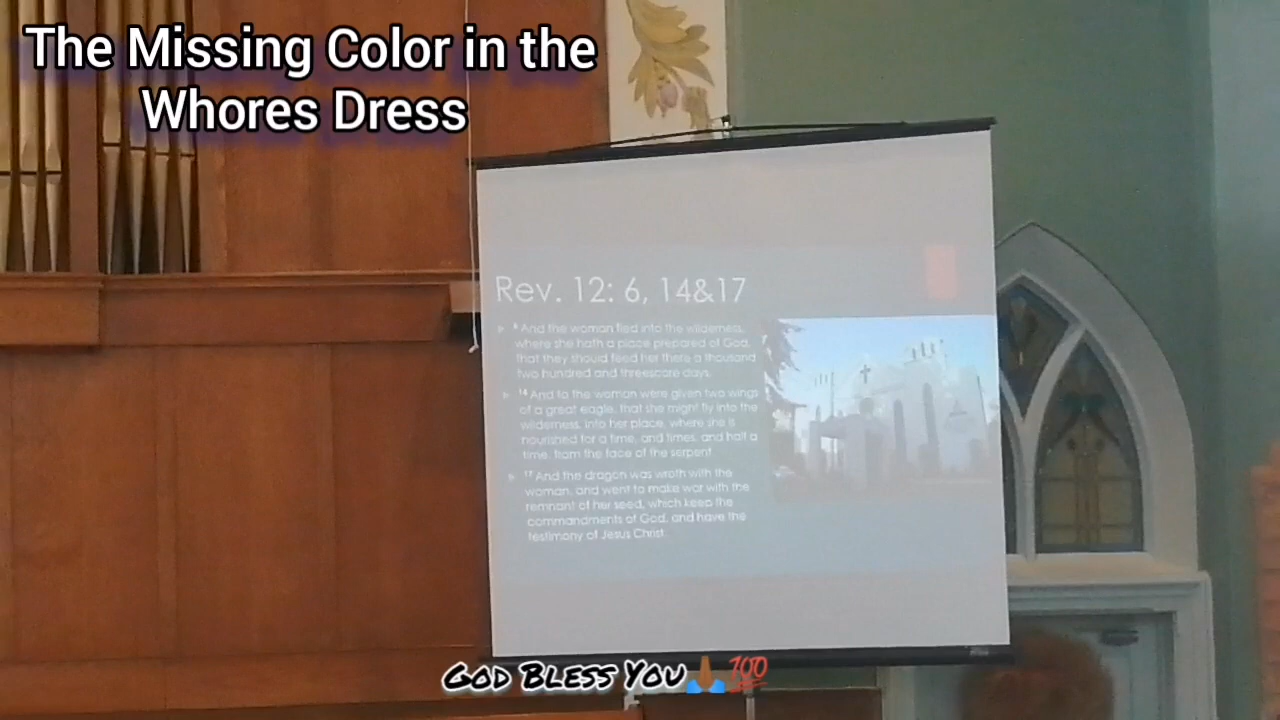 The Missing Color in the
Whores Dress
Rev. 12: 6, 14&17
6 And the woman fled into the wilderness,
where she hath a place prepared of God,
that they should feed her there a thousand
two hundred and threescore days.
14 And to the woman were given two wings
of a great eagle, that she might fly into the
wilderness, into her place, where she is
nourished for a time, and times, and half a
time, from the face of the serpent.
17 And the dragon was wroth with the
woman, and went to make war with the
remnant of her seed, which keep the
commandments of God, and have the
testimony of Jesus Christ.
God Bless You🙏🏾💯